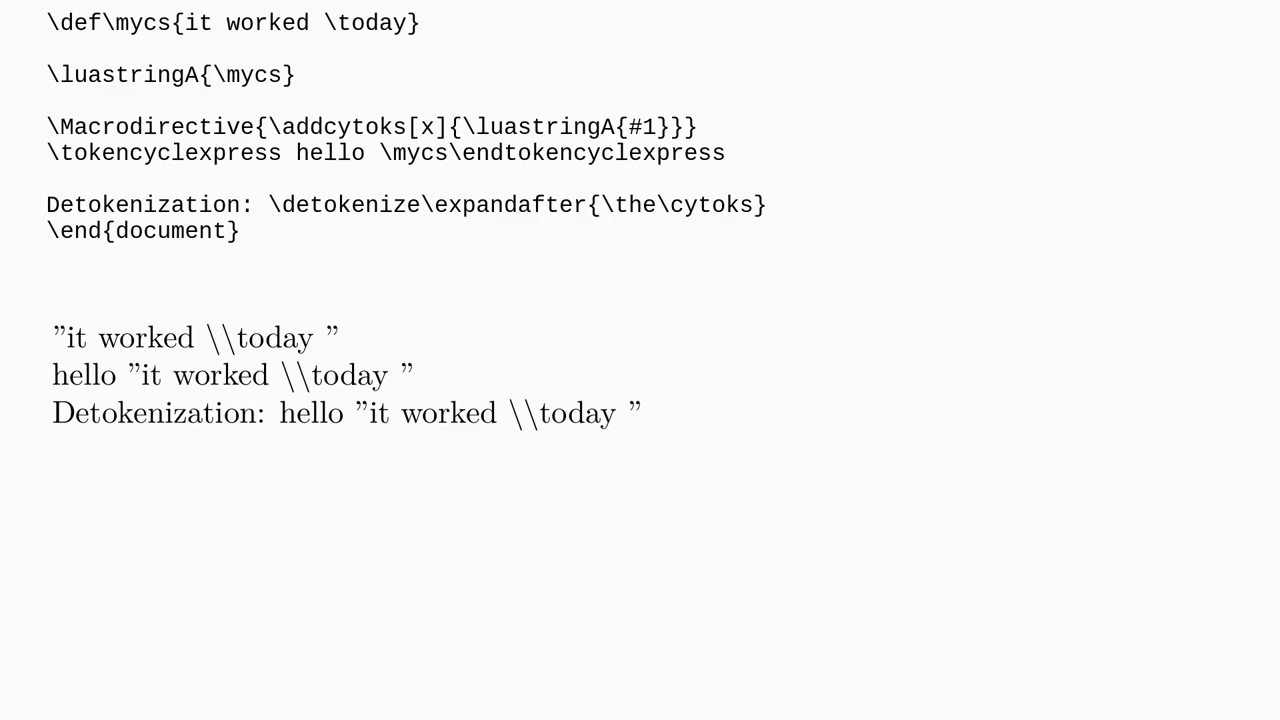 \def\mycs{it worked \today}
\luastringA{\mycs}
\Macrodirective{\addcytoks[x]{\luastringA{#1}}}
\tokencyclexpress hello \mycs\endtokencyclexpress
Detokenization: \detokenize\expandafter{\the\cytoks}
\end{document}
”it worked \\today ”
hello ”it worked \\today ”
Detokenization: hello ”it worked \\today ”